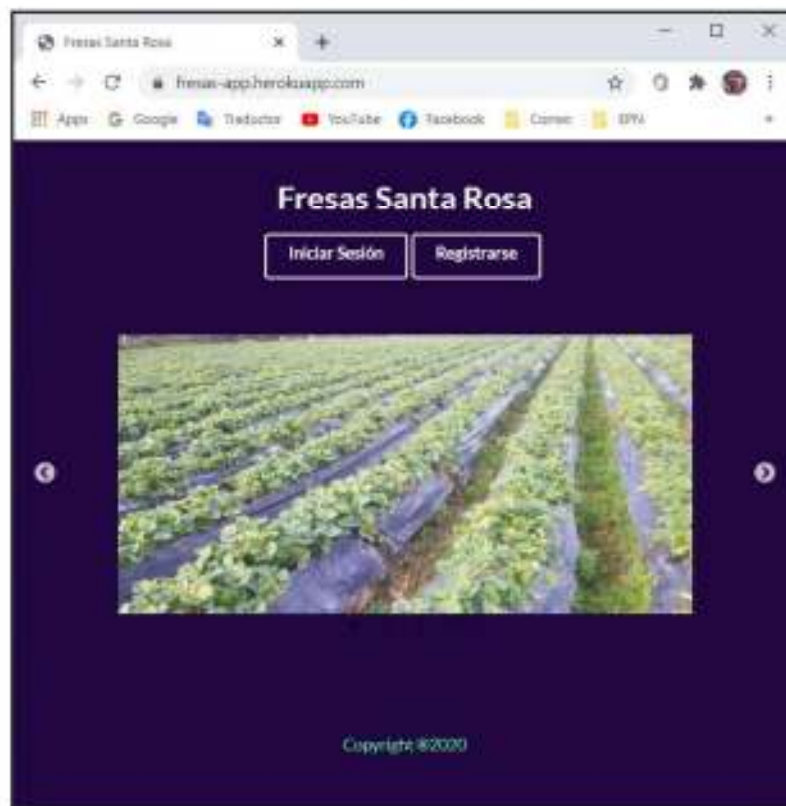 Fresas Santa Rosa
fresas-app.herokuapp.com
Apps Google Traductor YouTube Facebook Correo EPN
Fresas Santa Rosa
Iniciar Sesión Registrarse
Copyright ®2020